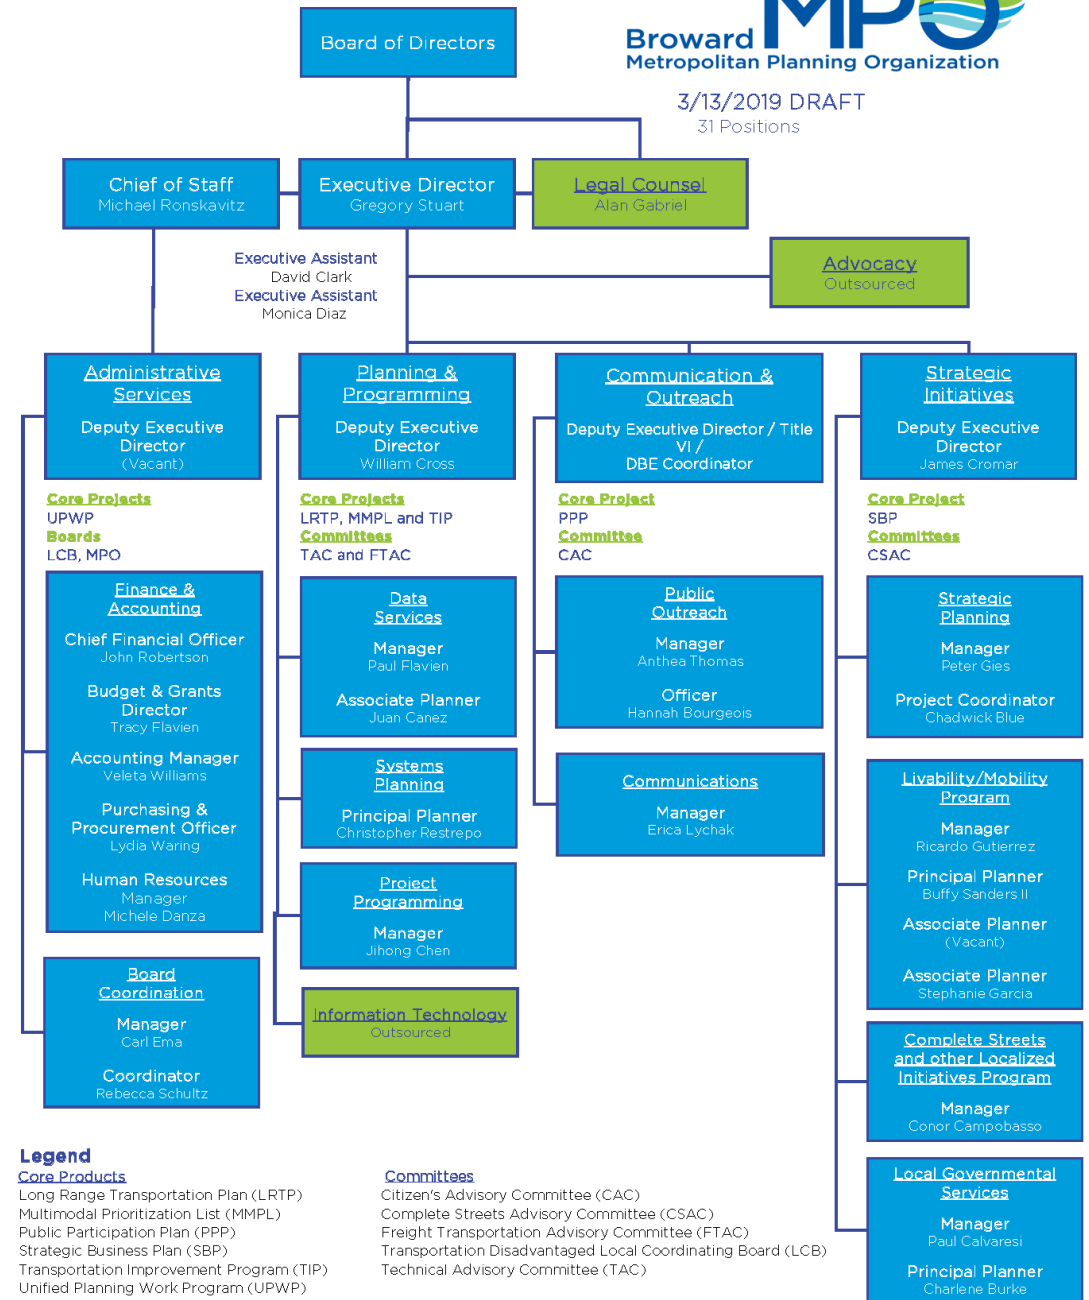 Board of Directors
MPO
Broward
Metropolitan Planning Organization
3/13/2019 DRAFT
31 Positions
Chief of Staff
Michael Ronskavitz
Executive Director
Gregory Stuart
Legal Counsel
Alan Gabriel
Executive Assistant
David Clark
Executive Assistant
Monica Diaz
Advocacy
Outsourced
Administrative
Services
Deputy Executive
Director
(Vacant)
Core Projects
UPWP
Boards
LCB, MPO
Finance &
Accounting
Chief Financial Officer
John Robertson
Budget & Grants
Director
Tracy Flavien
Accounting Manager
Veleta Williams
Purchasing &
Procurement Officer
Lydia Waring
Human Resources
Manager
Michele Danza
Board
Coordination
Manager
Carl Ema
Coordinator
Rebecca Schultz
Planning &
Programming
Deputy Executive
Director
William Cross
Core Projects
LRTP, MMPL and TIP
Committees
TAC and FTAC
Data
Services
Manager
Paul Flavien
Associate Planner
Juan Canez
Systems
Planning
Principal Planner
Christopher Restrepo
Project
Programming
Manager
Jihong Chen
Information Technology
Outsourced
Communication &
Outreach
Deputy Executive Director / Title
VI /
DBE Coordinator
Core Project
PPP
Committee
CAC
Public
Outreach
Manager
Anthea Thomas
Officer
Hannah Bourgeois
Communications
Manager
Erica Lychak
Strategic
Initiatives
Deputy Executive
Director
James Cromar
Core Project
SBP
Committees
CSAC
Strategic
Planning
Manager
Peter Gies
Project Coordinator
Chadwick Blue
Livability/Mobility
Program
Manager
Ricardo Gutierrez
Principal Planner
Buffy Sanders II
Associate Planner
(Vacant)
Associate Planner
Stephanie Garcia
Complete Streets
and other Localized
Initiatives Program
Manager
Conor Campobasso
Local Governmental
Services
Manager
Paul Calvaresi
Principal Planner
Charlene Burke
Legend
Core Products
Long Range Transportation Plan (LRTP)
Multimodal Prioritization List (MMPL)
Public Participation Plan (PPP)
Strategic Business Plan (SBP)
Transportation Improvement Program (TIP)
Unified Planning Work Program (UPWP)
Committees
Citizen's Advisory Committee (CAC)
Complete Streets Advisory Committee (CSAC)
Freight Transportation Advisory Committee (FTAC)
Transportation Disadvantaged Local Coordinating Board (LCB)
Technical Advisory Committee (TAC)